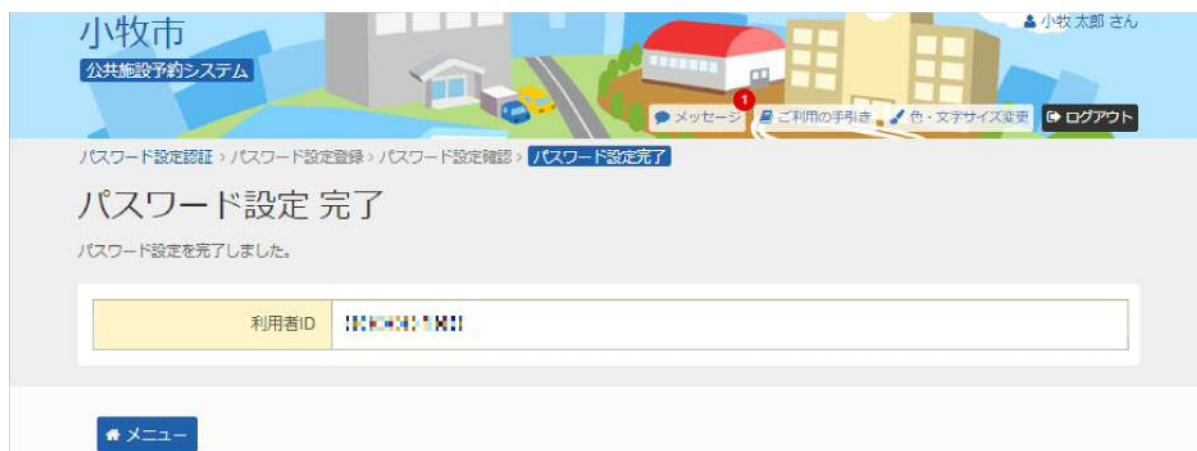 小牧市
小牧 太郎 さん
公共施設予約システム
1
メッセージ ご利用の手引き 色・文字サイズ変更 ログアウト
パスワード設定認証 › パスワード設定登録 › パスワード設定確認 › パスワード設定完了
パスワード設定 完了
パスワード設定を完了しました。
利用者ID
メニュー